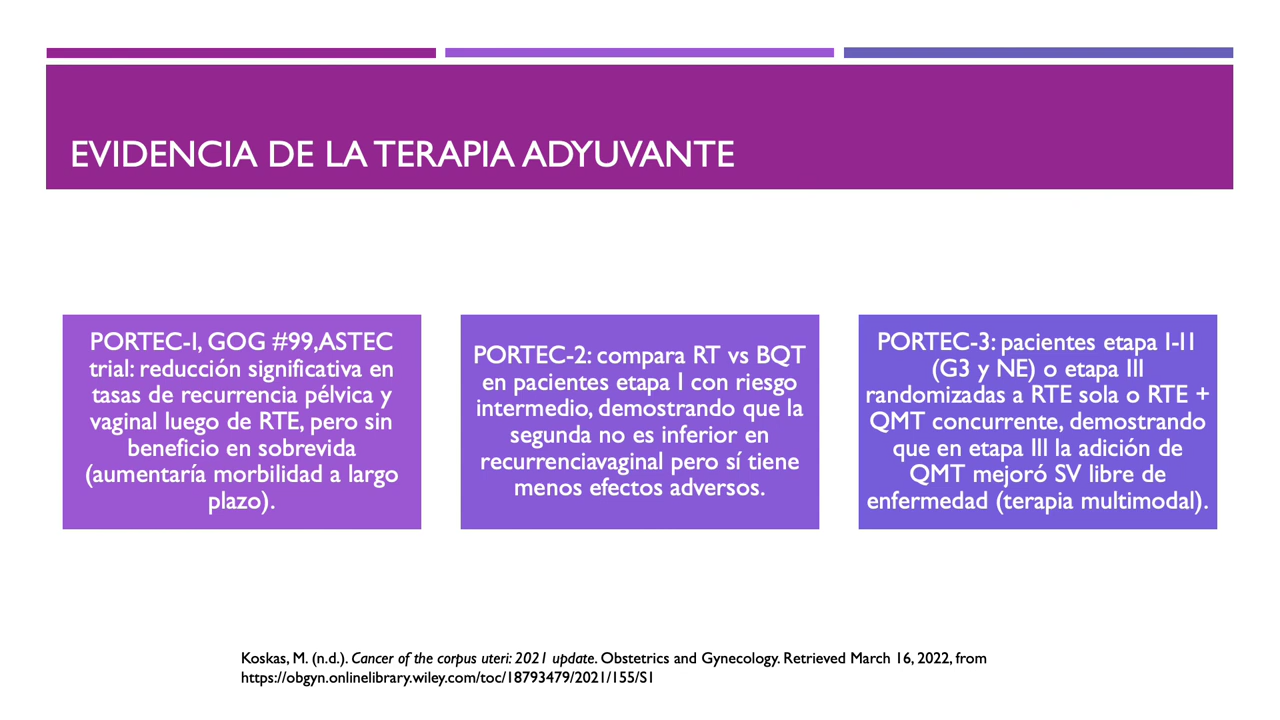 EVIDENCIA DE LA TERAPIA ADYUVANTE
PORTEC-I, GOG #99,ASTEC
trial: reducción significativa en
tasas de recurrencia pélvica y
vaginal luego de RTE, pero sin
beneficio en sobrevida
(aumentaría morbilidad a largo
plazo).
PORTEC-2: compara RT vs BQT
en pacientes etapa I con riesgo
intermedio, demostrando que la
segunda no es inferior en
recurrenciavaginal pero sí tiene
menos efectos adversos.
PORTEC-3: pacientes etapa I-II
(G3 y NE) o etapa III
randomizadas a RTE sola o RTE +
QMT concurrente, demostrando
que en etapa III la adición de
QMT mejoró SV libre de
enfermedad (terapia multimodal).
Koskas, M. (n.d.). Cancer of the corpus uteri: 2021 update. Obstetrics and Gynecology. Retrieved March 16, 2022, from
https://obgyn.onlinelibrary.wiley.com/toc/18793479/2021/155/S1